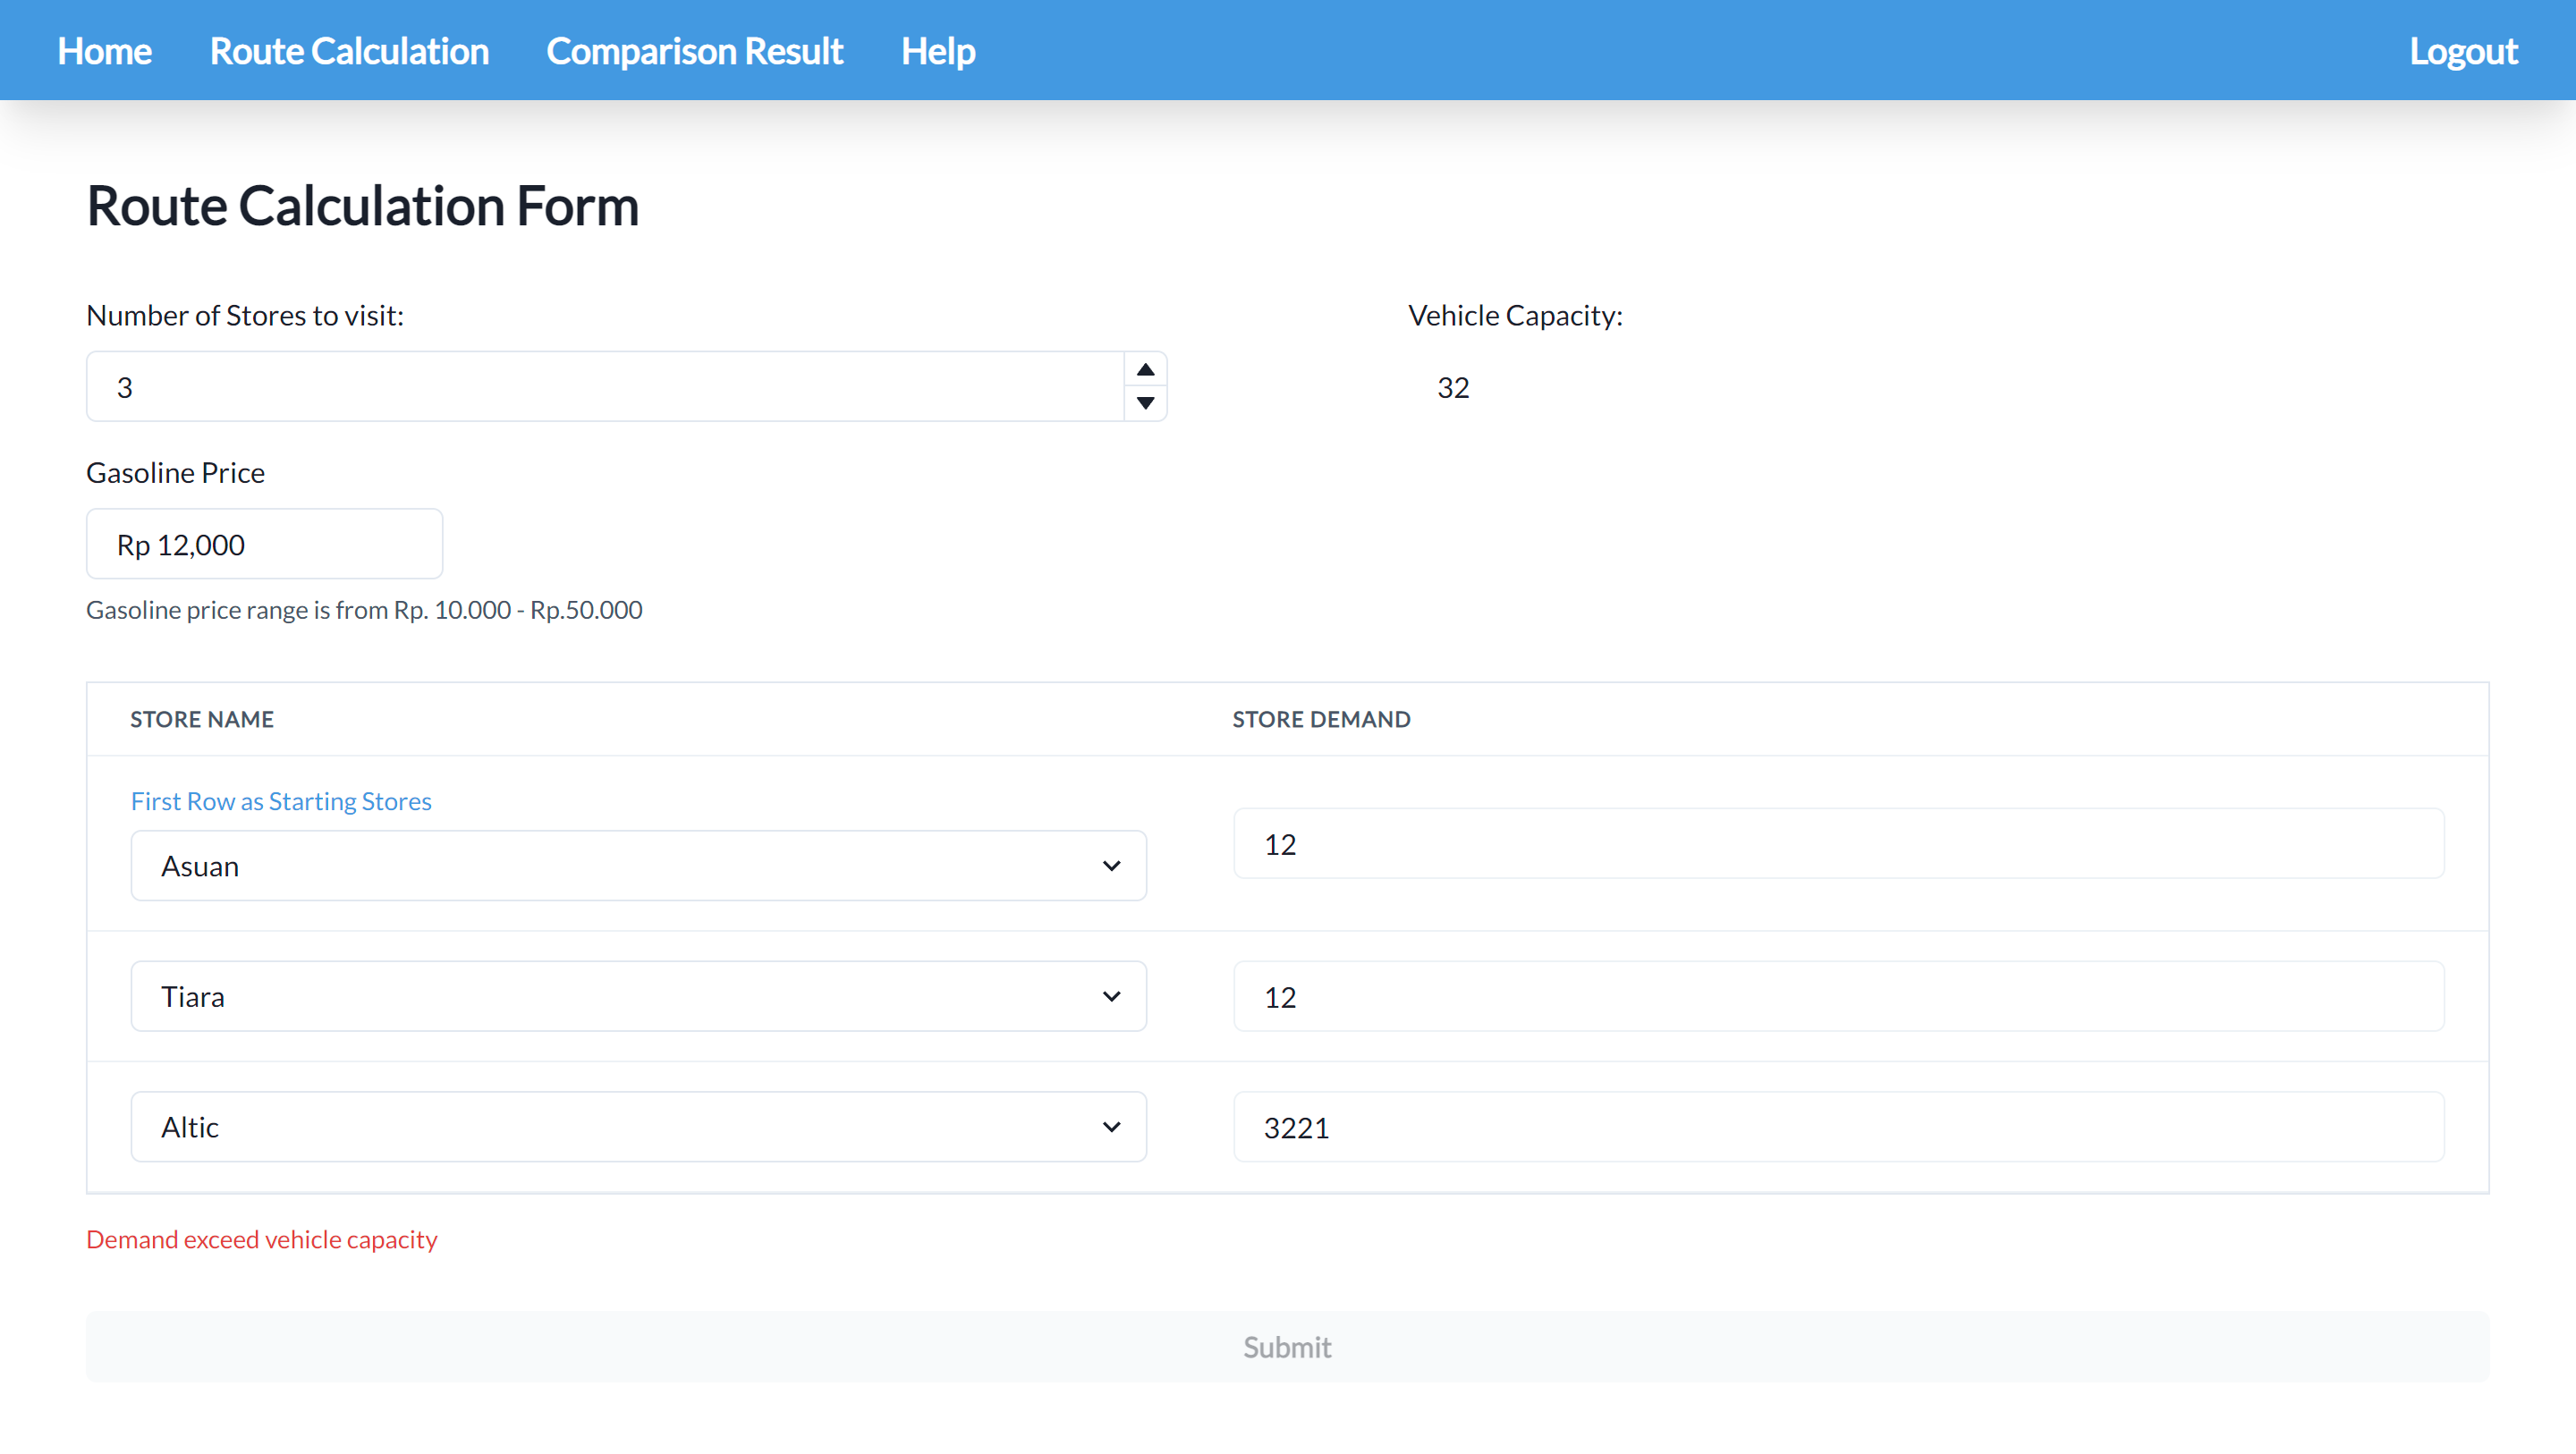 Home Route Calculation Comparison Result Help Logout
Route Calculation Form
Number of Stores to visit: Vehicle Capacity:
3 32
Gasoline Price
Rp 12,000
Gasoline price range is from Rp. 10.000 - Rp.50.000
STORE NAME STORE DEMAND
First Row as Starting Stores
Asuan 12
Tiara 12
Altic 3221
Demand exceed vehicle capacity
Submit